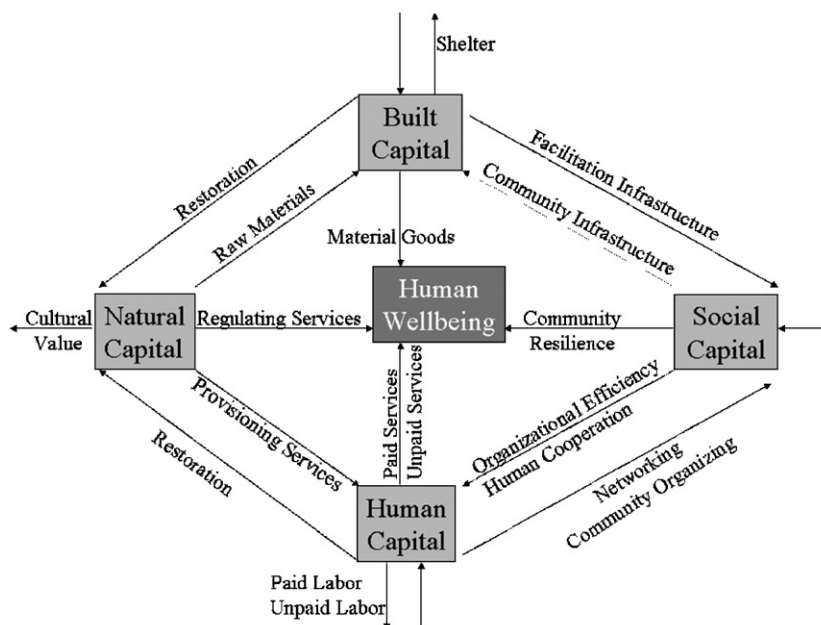 Shelter
Built
Capital
Restoration
Raw Materials
Facilitation Infrastructure
Community Infrastructure
Material Goods
Cultural
Value
Natural
Capital
Regulating Services
Human
Wellbeing
Community
Resilience
Social
Capital
Provisioning Services
Restoration
Paid Services
Unpaid Services
Organizational Efficiency
Human Cooperation
Networking
Community Organizing
Human
Capital
Paid Labor
Unpaid Labor